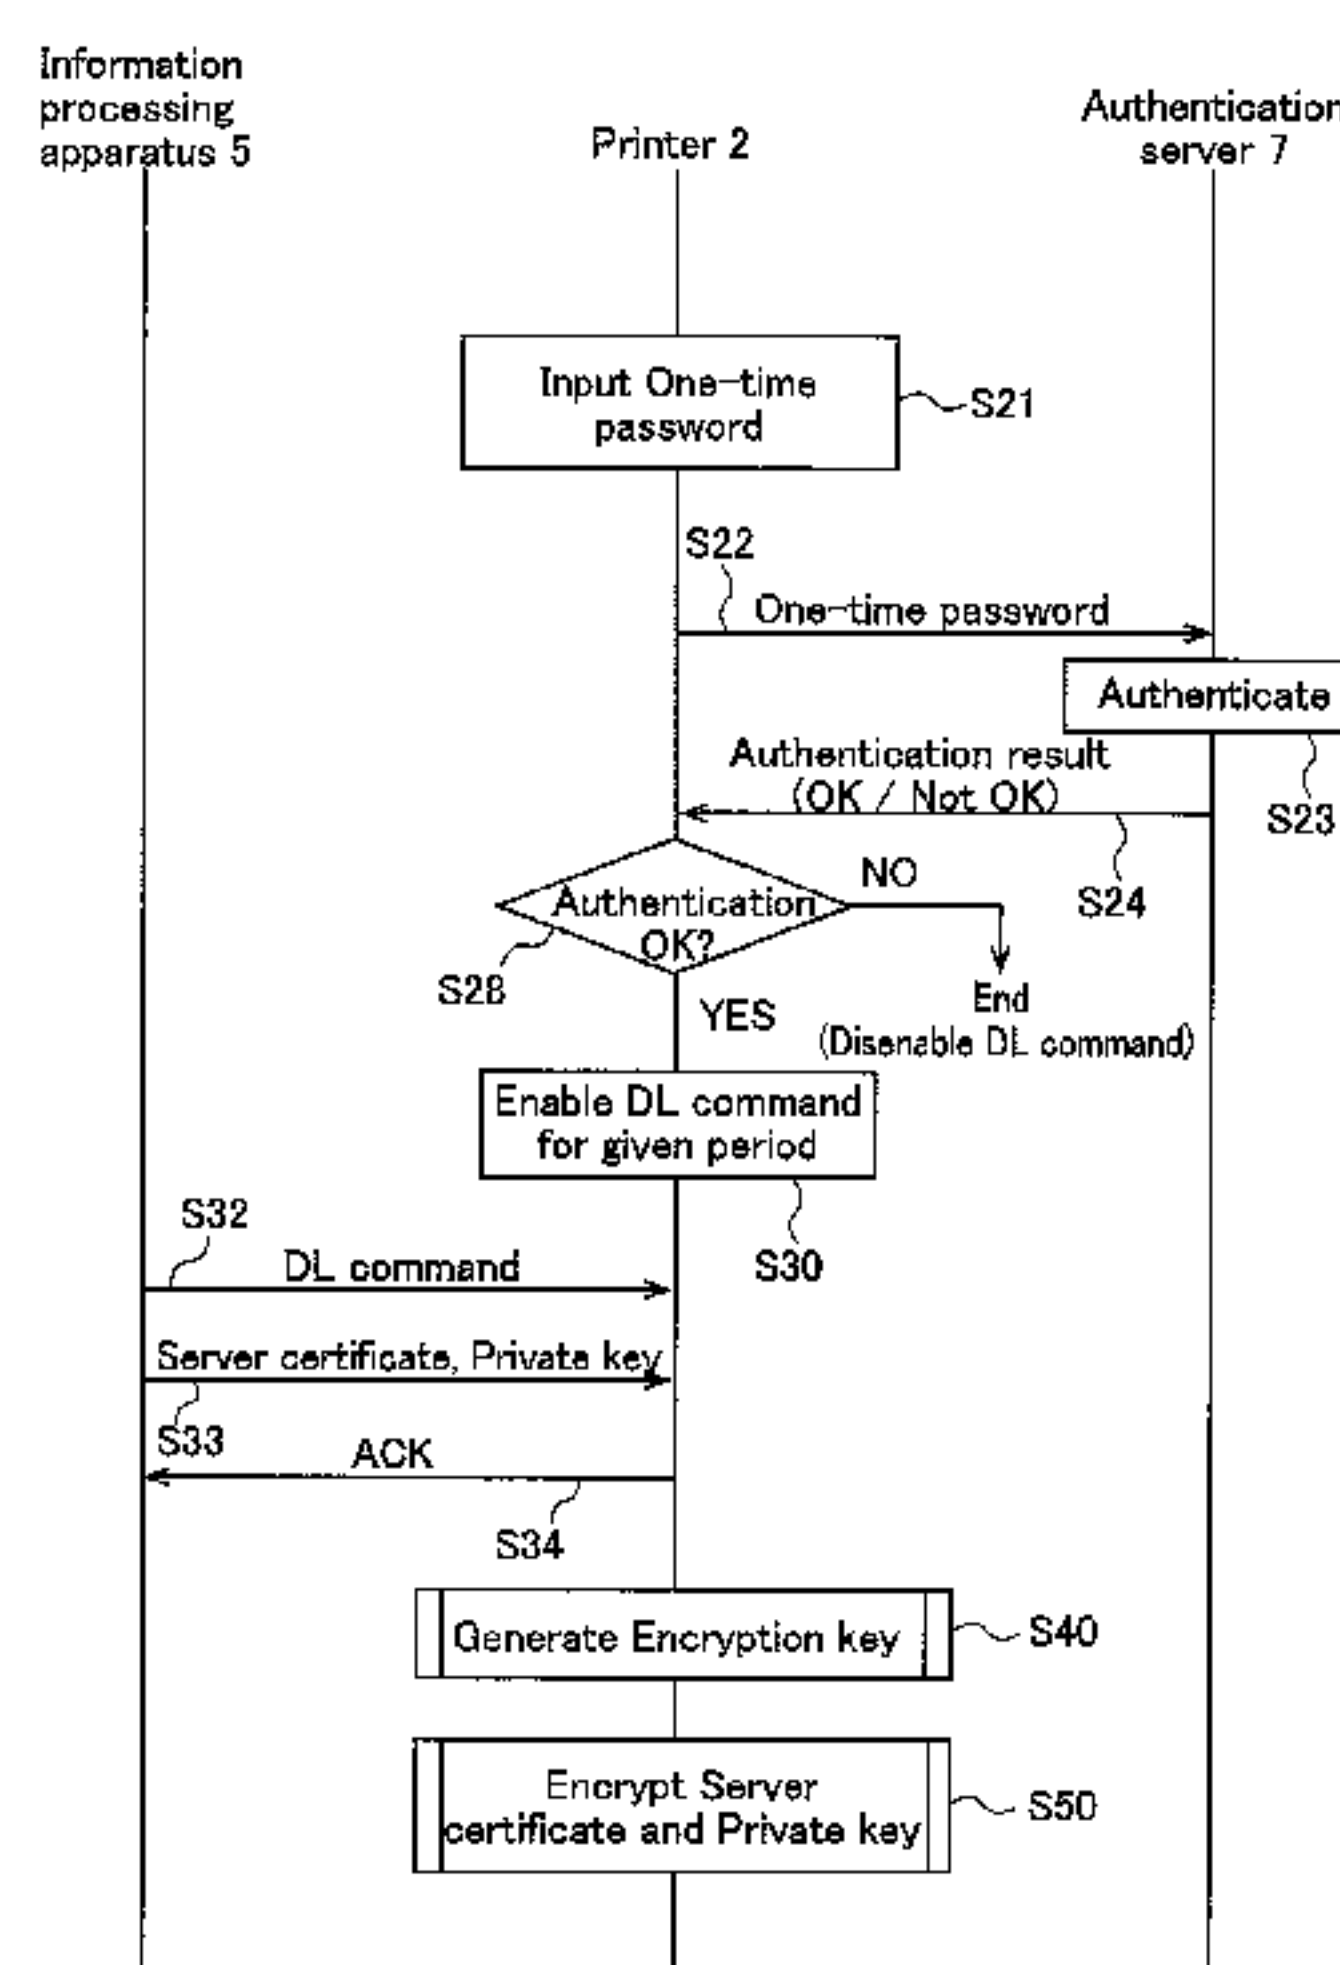 Information
processing
apparatus 5
Printer 2
Authentication
server 7
Input One-time
password
S21
S22
One-time password
Authenticate
S23
Authentication result
(OK / Not OK)
S24
Authentication
OK?
S28
NO
End
(Disenable DL command)
YES
Enable DL command
for given period
S30
S32
DL command
Server certificate, Private key
S33
ACK
S34
Generate Encryption key
S40
Encrypt Server
certificate and Private key
S50